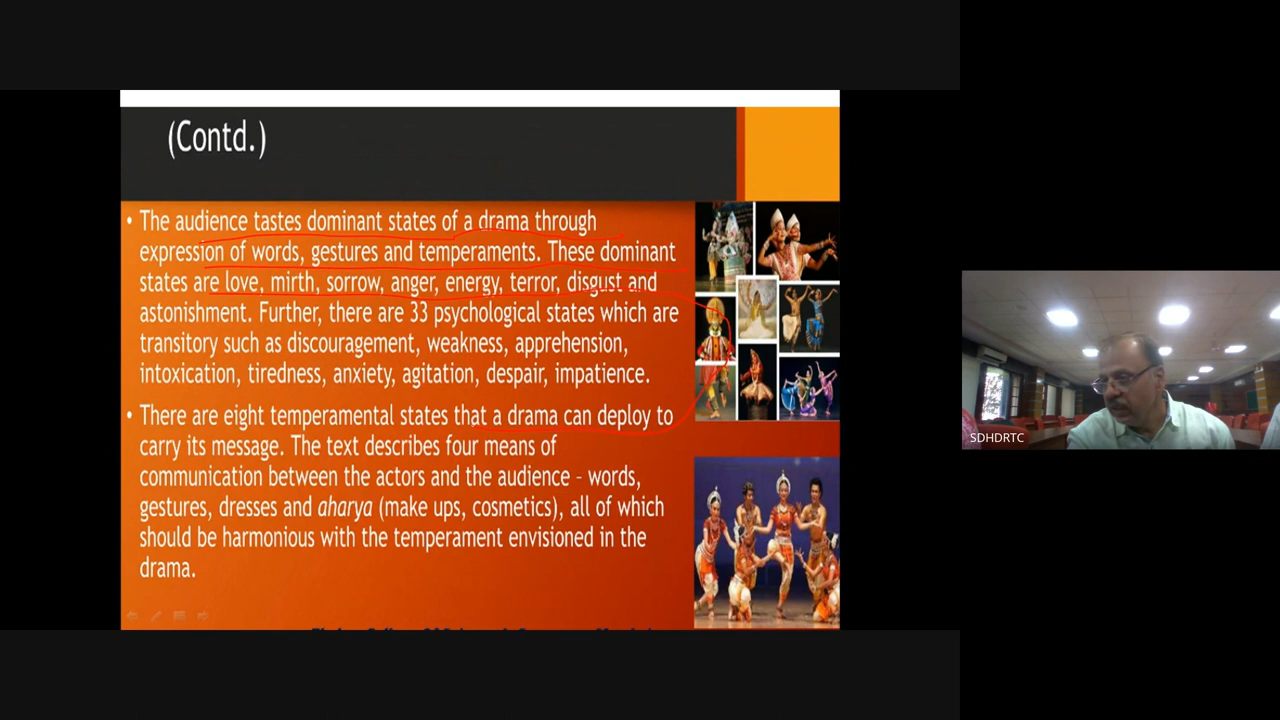 (Contd.)
• The audience tastes dominant states of a drama through
expression of words, gestures and temperaments. These dominant
states are love, mirth, sorrow, anger, energy, terror, disgust and
astonishment. Further, there are 33 psychological states which are
transitory such as discouragement, weakness, apprehension,
intoxication, tiredness, anxiety, agitation, despair, impatience.
• There are eight temperamental states that a drama can deploy to
carry its message. The text describes four means of
communication between the actors and the audience - words,
gestures, dresses and aharya (make ups, cosmetics), all of which
should be harmonious with the temperament envisioned in the
drama.
SDHDRTC